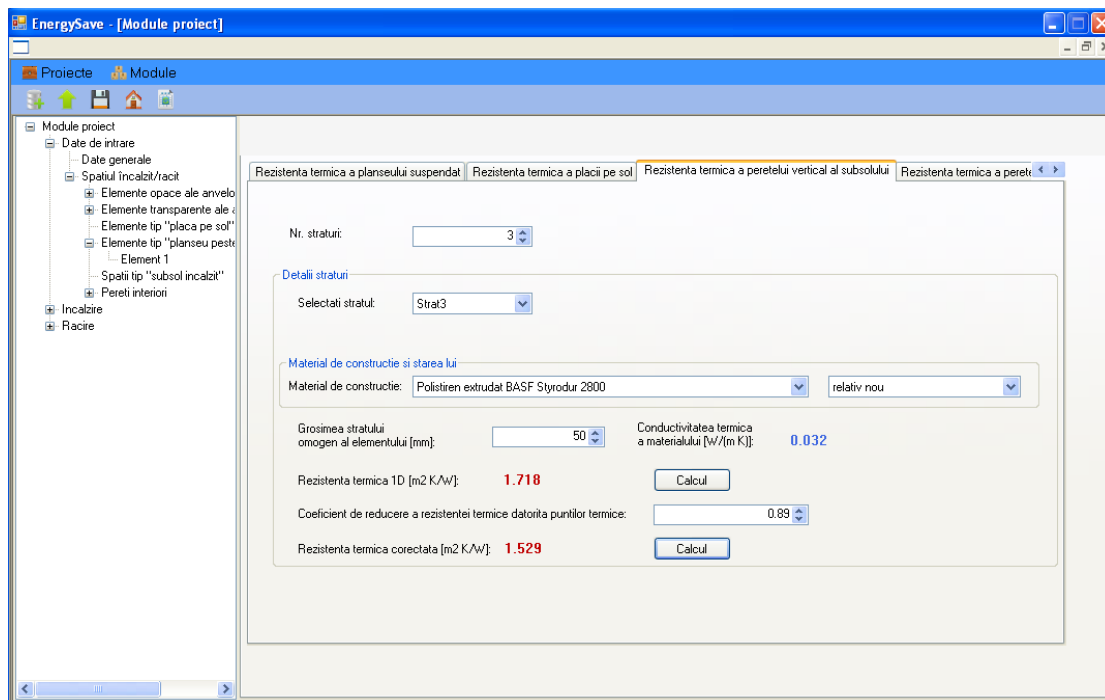 EnergySave - [Module proiect]
Proiecte Module
Module proiect
Date de intrare
Date generale
Spatiul încalzit/racit
Elemente opace ale anvelo
Elemente transparente ale a
Elemente tip "placa pe sol"
Elemente tip "planseu peste
Element 1
Spatii tip "subsol incalzit"
Pereti interiori
Incalzire
Racire
Rezistenta termica a planseului suspendat Rezistenta termica a placii pe sol Rezistenta termica a peretelui vertical al subsolului Rezistenta termica a perete
Nr. straturi: 3
Detalii straturi
Selectati stratul: Strat3
Material de constructie si starea lui
Material de constructie: Polistiren extrudat BASF Styrodur 2800 relativ nou
Grosimea stratului
omogen al elementului [mm]: 50
Conductivitatea termica
a materialului [W/(m K)]: 0.032
Rezistenta termica 1D [m2 K/W]: 1.718 Calcul
Coeficient de reducere a rezistentei termice datorita puntilor termice: 0.89
Rezistenta termica corectata [m2 K/W]: 1.529 Calcul